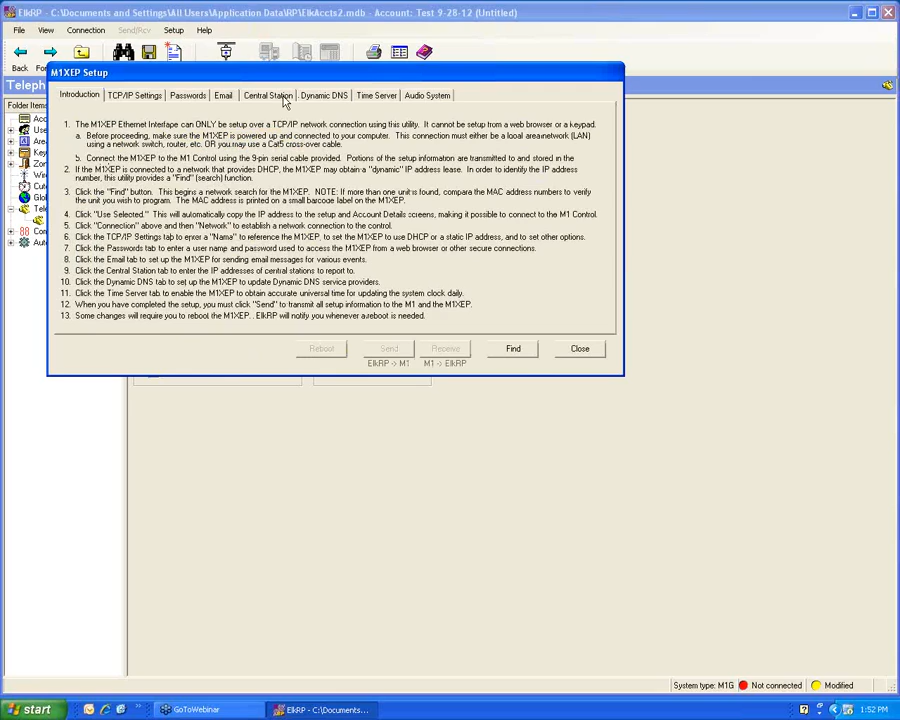 ElkRP - C:\Documents and Settings\All Users\Application Data\RP\ElkAccts2.mdb - Account: Test 9-28-12 (Untitled)
File View Connection Send/Rcv Setup Help
Back For
Teleph
M1XEP Setup
Folder Items
Introduction TCP/IP Settings Passwords Email Central Station Dynamic DNS Time Server Audio System
Acc
Use
Area
Key
Zon
Wire
Cus
Glob
Tele
Con
Auto
1. The M1XEP Ethernet Interface can ONLY be setup over a TCP/IP network connection using this utility. It cannot be setup from a web browser or a keypad.
a. Before proceeding, make sure the M1XEP is powered up and connected to your computer. This connection must either be a local area network (LAN)
using a network switch, router, etc. OR you may use a Cat5 cross-over cable.
b. Connect the M1XEP to the M1 Control using the 9-pin serial cable provided. Portions of the setup information are transmitted to and stored in the
2. If the M1XEP is connected to a network that provides DHCP, the M1XEP may obtain a "dynamic" IP address lease. In order to identify the IP address
number, this utility provides a "Find" (search) function.
3. Click the "Find" button. This begins a network search for the M1XEP. NOTE: If more than one unit is found, compare the MAC address numbers to verify
the unit you wish to program. The MAC address is printed on a small barcode label on the M1XEP.
4. Click "Use Selected." This will automatically copy the IP address to the setup and Account Details screens, making it possible to connect to the M1 Control.
5. Click "Connection" above and then "Network" to establish a network connection to the control.
6. Click the TCP/IP Settings tab to enter a "Name" to reference the M1XEP, to set the M1XEP to use DHCP or a static IP address, and to set other options.
7. Click the Passwords tab to enter a user name and password used to access the M1XEP from a web browser or other secure connections.
8. Click the Email tab to set up the M1XEP for sending email messages for various events.
9. Click the Central Station tab to enter the IP addresses of central stations to report to.
10. Click the Dynamic DNS tab to set up the M1XEP to update Dynamic DNS service providers.
11. Click the Time Server tab to enable the M1XEP to obtain accurate universal time for updating the system clock daily.
12. When you have completed the setup, you must click "Send" to transmit all setup information to the M1 and the M1XEP.
13. Some changes will require you to reboot the M1XEP.. ElkRP will notify you whenever a reboot is needed.
Reboot Send Receive Find Close
ElkRP -> M1 M1 -> ElkRP
System type: M1G Not connected Modified
start GoToWebinar ElkRP - C:\Documents... 1:52 PM